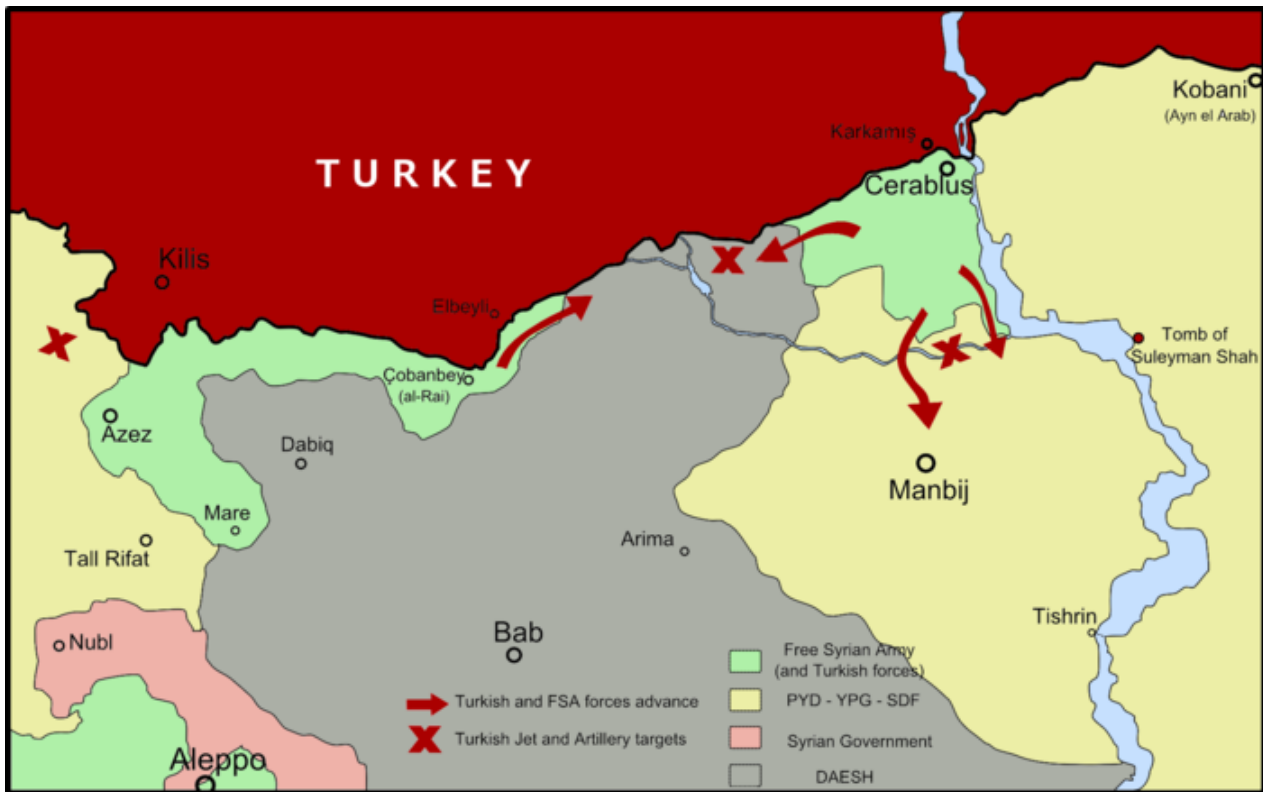 Kobani
(Ayn el Arab)
Karkamış
TURKEY
Cerablus
Kilis
Elbeyli
Tomb of
Suleyman Shah
Çobanbey
(al-Rai)
Azez
Dabiq
Manbij
Mare
Arima
Tall Rifat
Tishrin
Nubl
Bab
Free Syrian Army
(and Turkish forces)
Turkish and FSA forces advance
PYD - YPG - SDF
Turkish Jet and Artillery targets
Syrian Government
Aleppo
DAESH